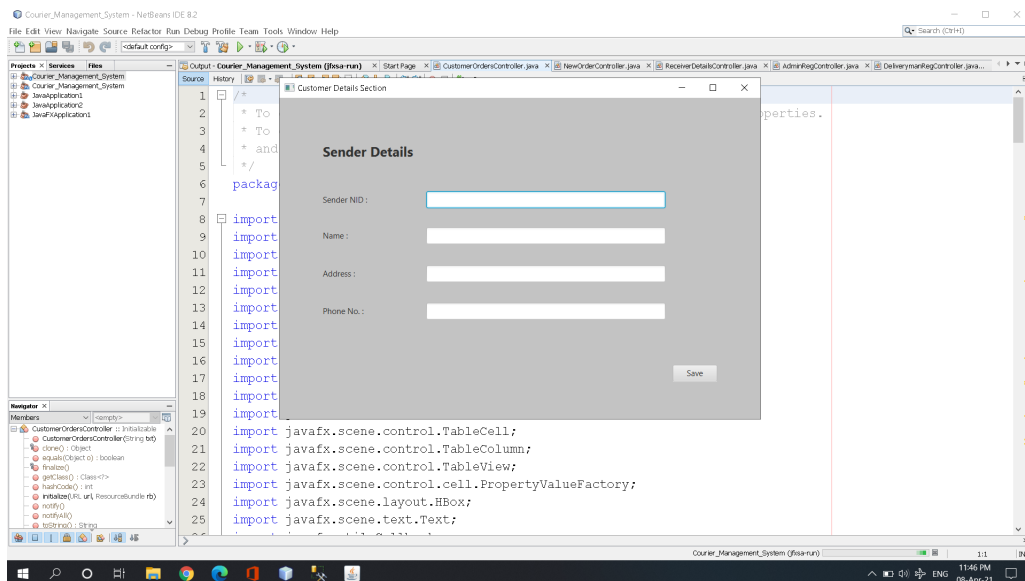 Courier_Management_System - NetBeans IDE 8.2
File Edit View Navigate Source Refactor Run Debug Profile Team Tools Window Help
Search (Ctrl+I)
<default config>
Projects × Services Files
Output - Courier_Management_System (jfxsa-run) × Start Page × CustomerOrdersController.java × NewOrderController.java × ReceiverDetailsController.java × AdminRegController.java × DeliverymanRegController.java...
Courier_Management_System
Courier_Management_System
JavaApplication1
JavaApplication2
JavaFXApplication1
Source History
Customer Details Section
Sender Details
Sender NID :
Name :
Address :
Phone No. :
Save
1 /*
2 * To perties.
3 * To
4 * and
5 */
6 packag
7
8 import
9 import
10 import
11 import
12 import
13 import
14 import
15 import
16 import
17 import
18 import
19 import
20 import javafx.scene.control.TableCell;
21 import javafx.scene.control.TableColumn;
22 import javafx.scene.control.TableView;
23 import javafx.scene.control.cell.PropertyValueFactory;
24 import javafx.scene.layout.HBox;
25 import javafx.scene.text.Text;
Navigator ×
Members <empty>
CustomerOrdersController :: Initializable
CustomerOrdersController(String txt)
clone() : Object
equals(Object o) : boolean
finalize()
getClass() : Class<?>
hashCode() : int
initialize(URL url, ResourceBundle rb)
notify()
notifyAll()
toString() : String
Courier_Management_System (jfxsa-run)
1:1
IN
ENG
11:46 PM
08-Apr-21